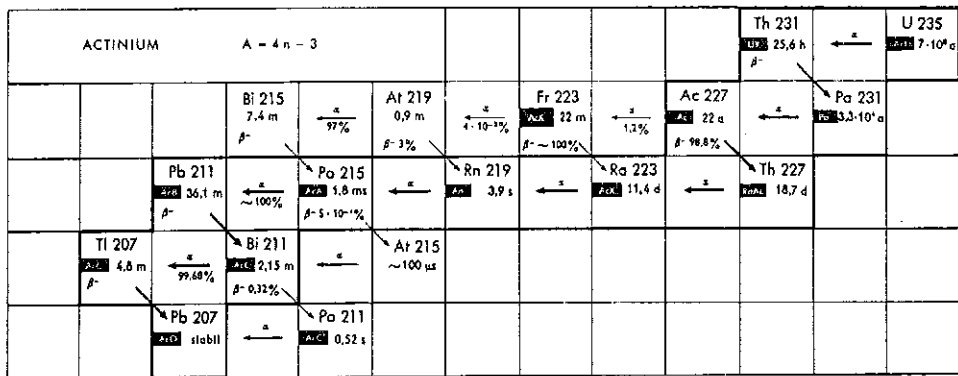 ACTINIUM A = 4 n − 3
Th 231 U 235
UY 25,6 h α AcU 7·10⁸ a
β−
Bi 215 At 219 Fr 223 Ac 227 Pa 231
7.4 m α 0,9 m α AcK 22 m α Ac 22 a α Pa 3,3·10⁴ a
97% 4·10⁻³% 1,2%
β− β− 3% β− ~ 100% β− 98,8%
Pb 211 Po 215 Rn 219 Ra 223 Th 227
AcB 36,1 m α AcA 1,8 ms α An 3,9 s α AcX 11,4 d α RdAc 18,7 d
β− ~ 100% β− 5 · 10⁻⁴%
Tl 207 Bi 211 At 215
AcC'' 4,8 m α AcC 2,15 m α ~ 100 µs
β− 99,68% β− 0,32%
Pb 207 Po 211
AcD stabil α AcC' 0,52 s